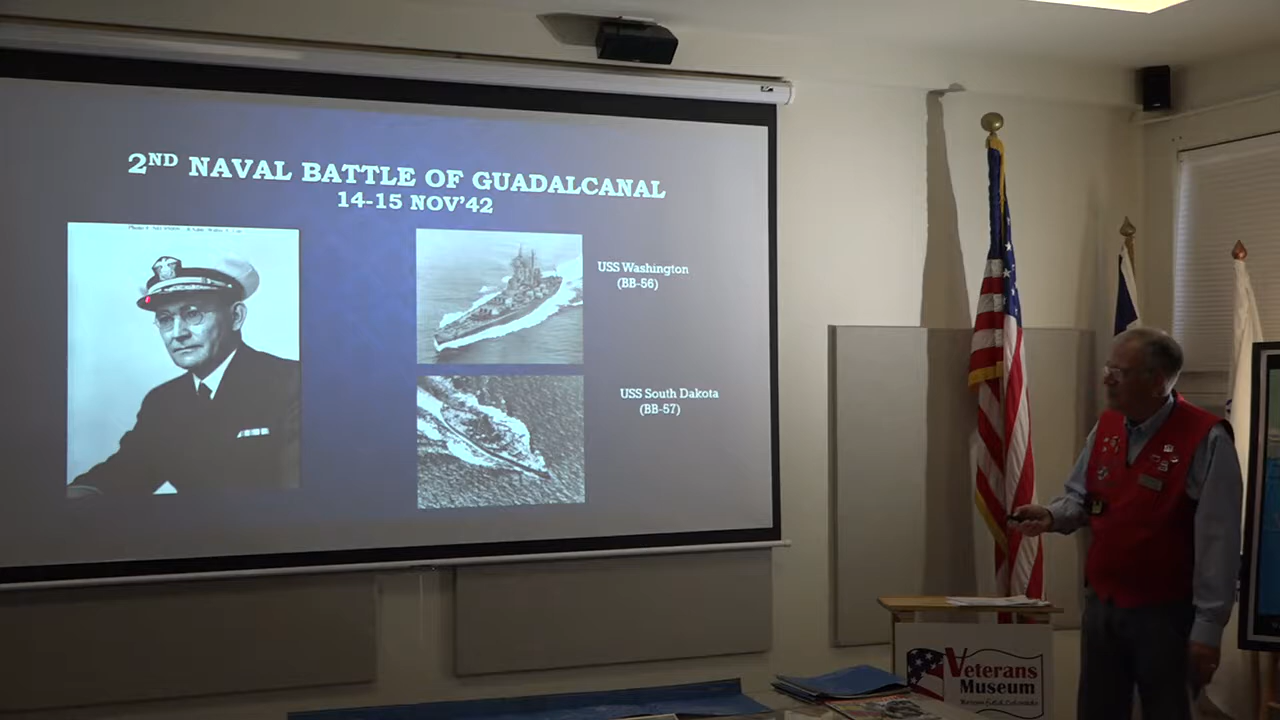 2ND NAVAL BATTLE OF GUADALCANAL
14-15 NOV'42
USS Washington
(BB-56)
USS South Dakota
(BB-57)
Veterans
Museum